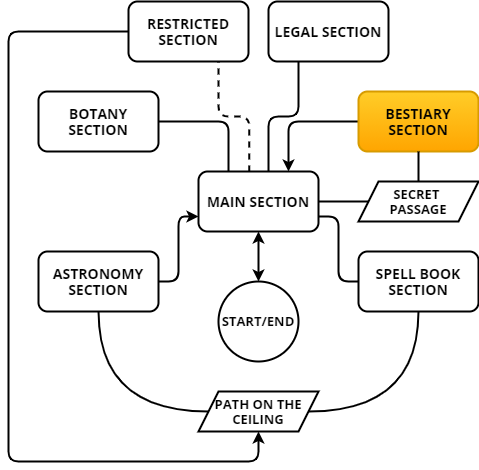 RESTRICTED
SECTION
LEGAL SECTION
BOTANY
SECTION
BESTIARY
SECTION
MAIN SECTION
SECRET
PASSAGE
ASTRONOMY
SECTION
SPELL BOOK
SECTION
START/END
PATH ON THE
CEILING